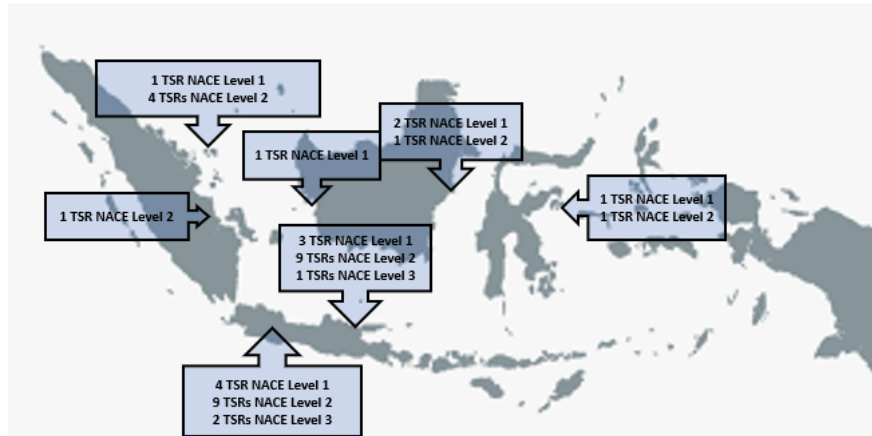 1 TSR NACE Level 1
4 TSRs NACE Level 2
2 TSR NACE Level 1
1 TSR NACE Level 2
1 TSR NACE Level 1
1 TSR NACE Level 2
1 TSR NACE Level 1
1 TSR NACE Level 2
3 TSR NACE Level 1
9 TSRs NACE Level 2
1 TSRs NACE Level 3
4 TSR NACE Level 1
9 TSRs NACE Level 2
2 TSRs NACE Level 3